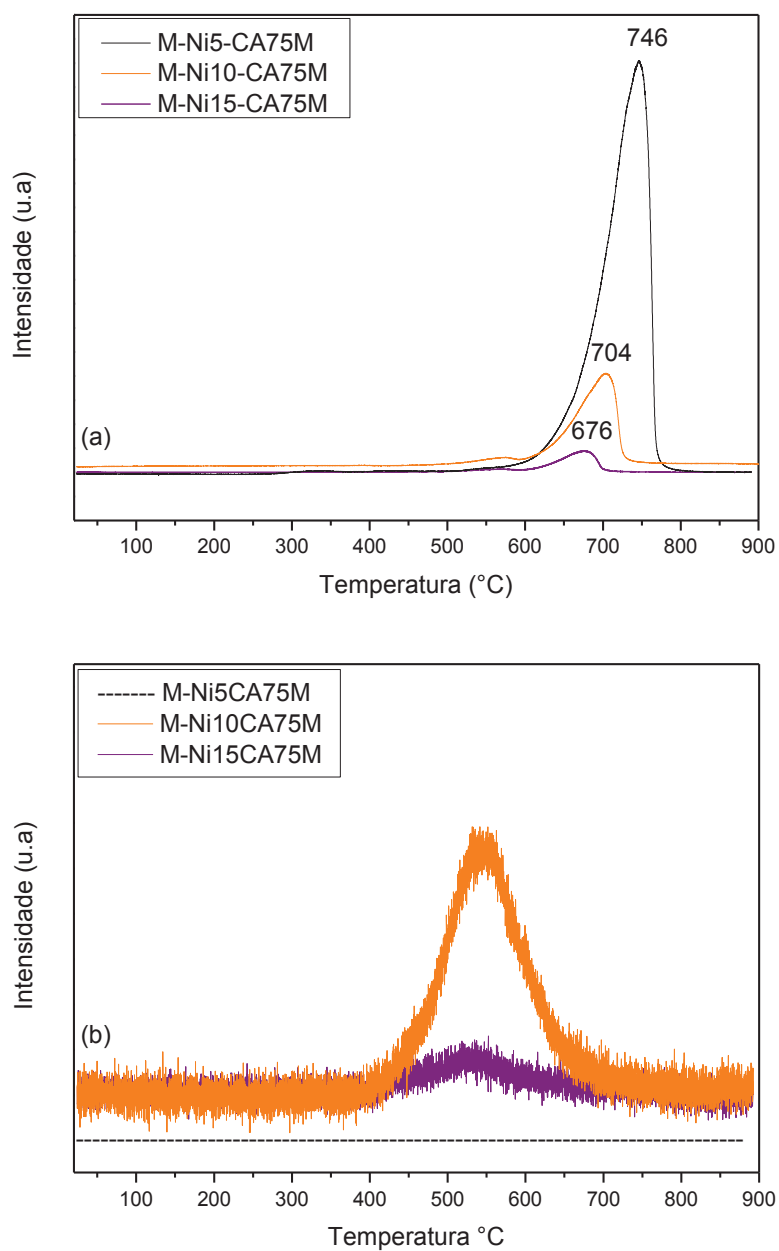 M-Ni5-CA75M
M-Ni10-CA75M
M-Ni15-CA75M
746
704
676
(a)
Intensidade (u.a)
100 200 300 400 500 600 700 800 900
Temperatura (°C)
M-Ni5CA75M
M-Ni10CA75M
M-Ni15CA75M
(b)
Intensidade (u.a)
100 200 300 400 500 600 700 800 900
Temperatura °C